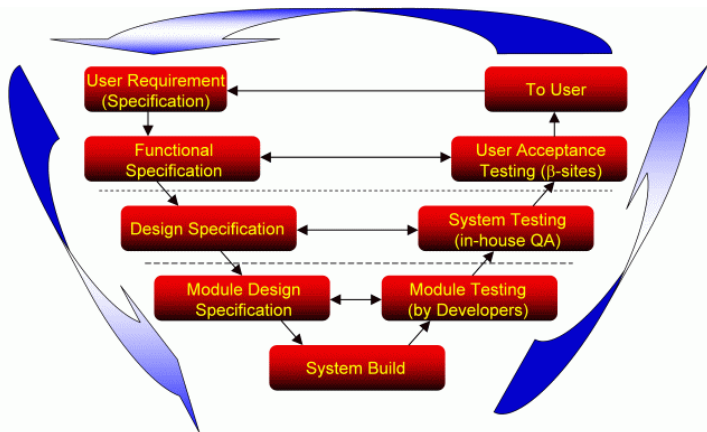 User Requirement
(Specification)
To User
Functional
Specification
User Acceptance
Testing (β-sites)
Design Specification
System Testing
(in-house QA)
Module Design
Specification
Module Testing
(by Developers)
System Build